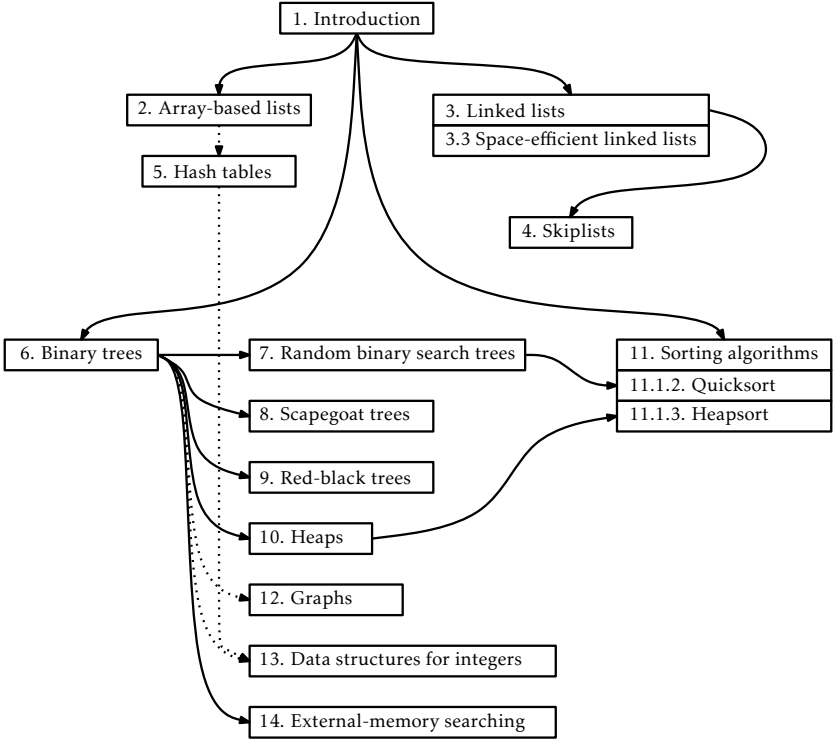 1. Introduction
2. Array-based lists
3. Linked lists
3.3 Space-efficient linked lists
5. Hash tables
4. Skiplists
6. Binary trees
7. Random binary search trees
11. Sorting algorithms
11.1.2. Quicksort
11.1.3. Heapsort
8. Scapegoat trees
9. Red-black trees
10. Heaps
12. Graphs
13. Data structures for integers
14. External-memory searching